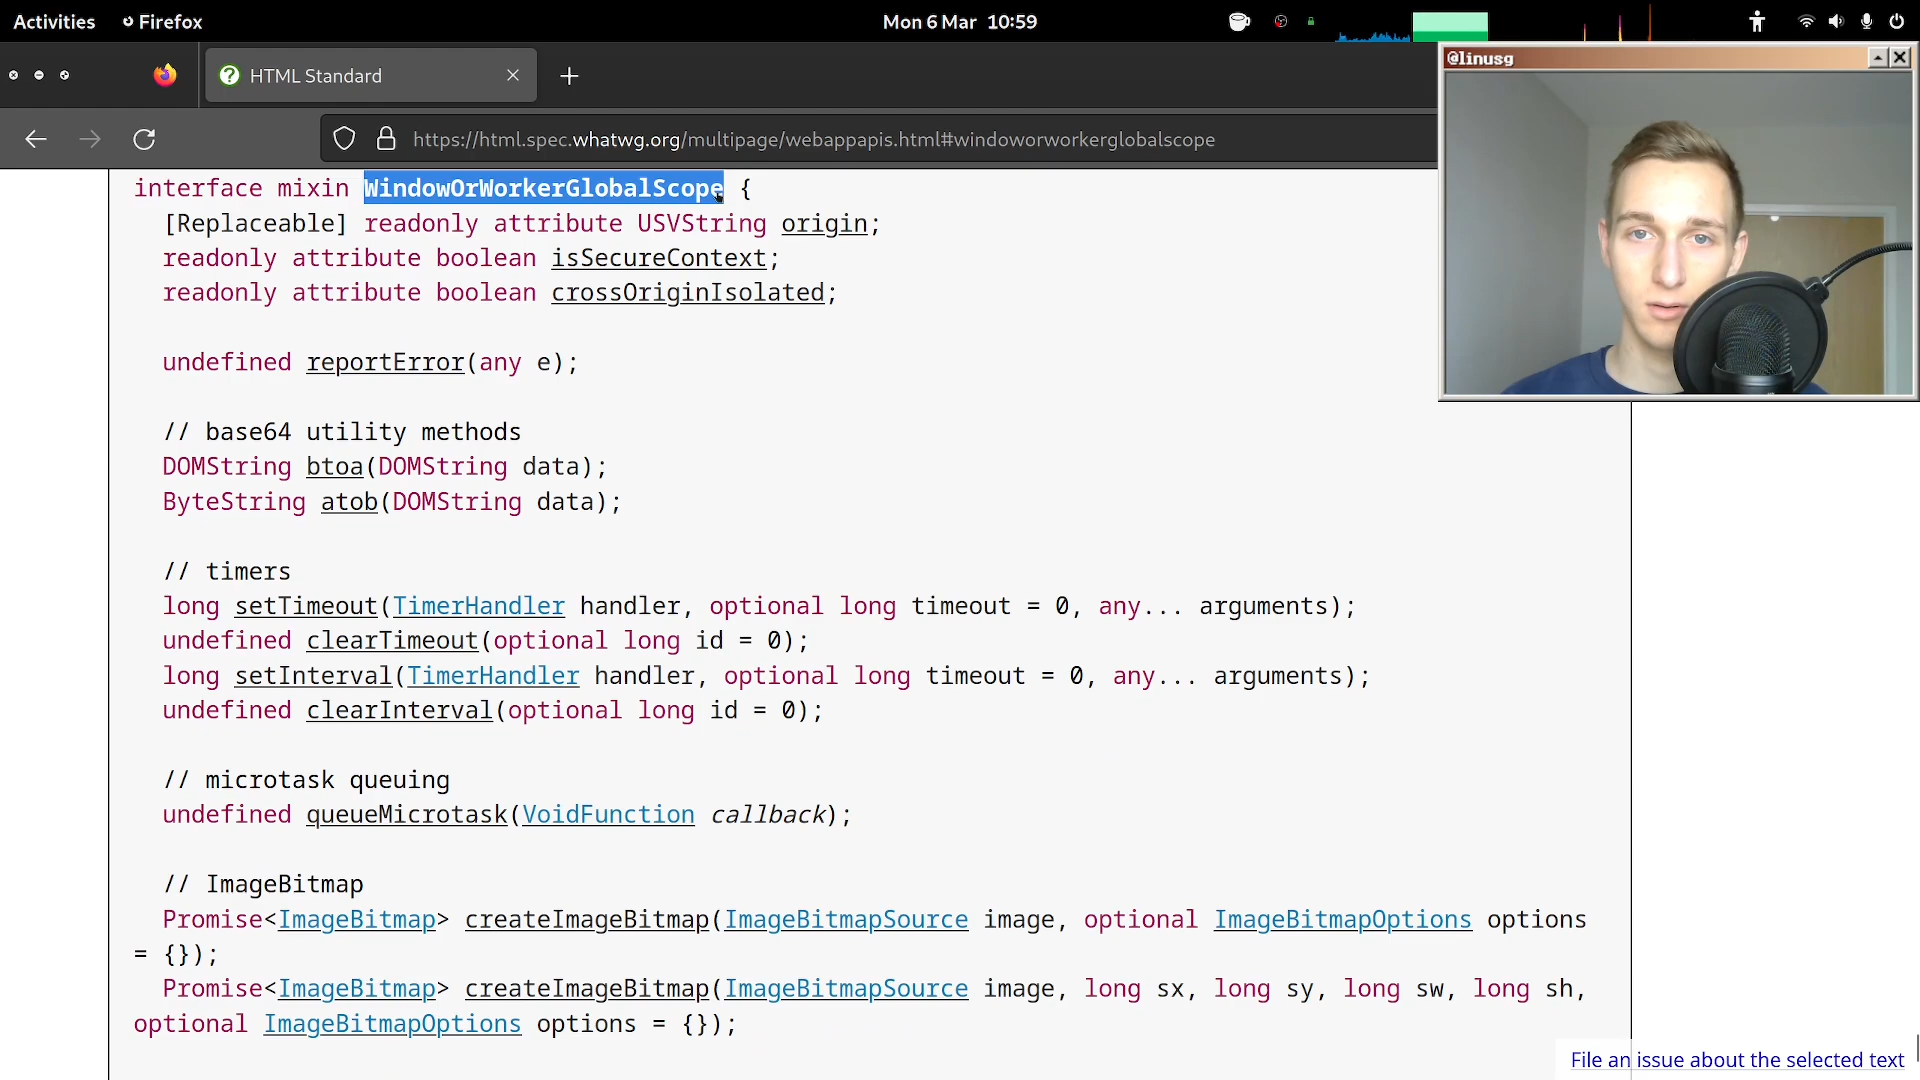 Activities
Firefox
Mon 6 Mar 10:59
HTML Standard
https://html.spec.whatwg.org/multipage/webappapis.html#windoworworkerglobalscope
@linusg
interface mixin WindowOrWorkerGlobalScope {
[Replaceable] readonly attribute USVString origin;
readonly attribute boolean isSecureContext;
readonly attribute boolean crossOriginIsolated;
undefined reportError(any e);
// base64 utility methods
DOMString btoa(DOMString data);
ByteString atob(DOMString data);
// timers
long setTimeout(TimerHandler handler, optional long timeout = 0, any... arguments);
undefined clearTimeout(optional long id = 0);
long setInterval(TimerHandler handler, optional long timeout = 0, any... arguments);
undefined clearInterval(optional long id = 0);
// microtask queuing
undefined queueMicrotask(VoidFunction callback);
// ImageBitmap
Promise<ImageBitmap> createImageBitmap(ImageBitmapSource image, optional ImageBitmapOptions options
= {});
Promise<ImageBitmap> createImageBitmap(ImageBitmapSource image, long sx, long sy, long sw, long sh,
optional ImageBitmapOptions options = {});
File an issue about the selected text